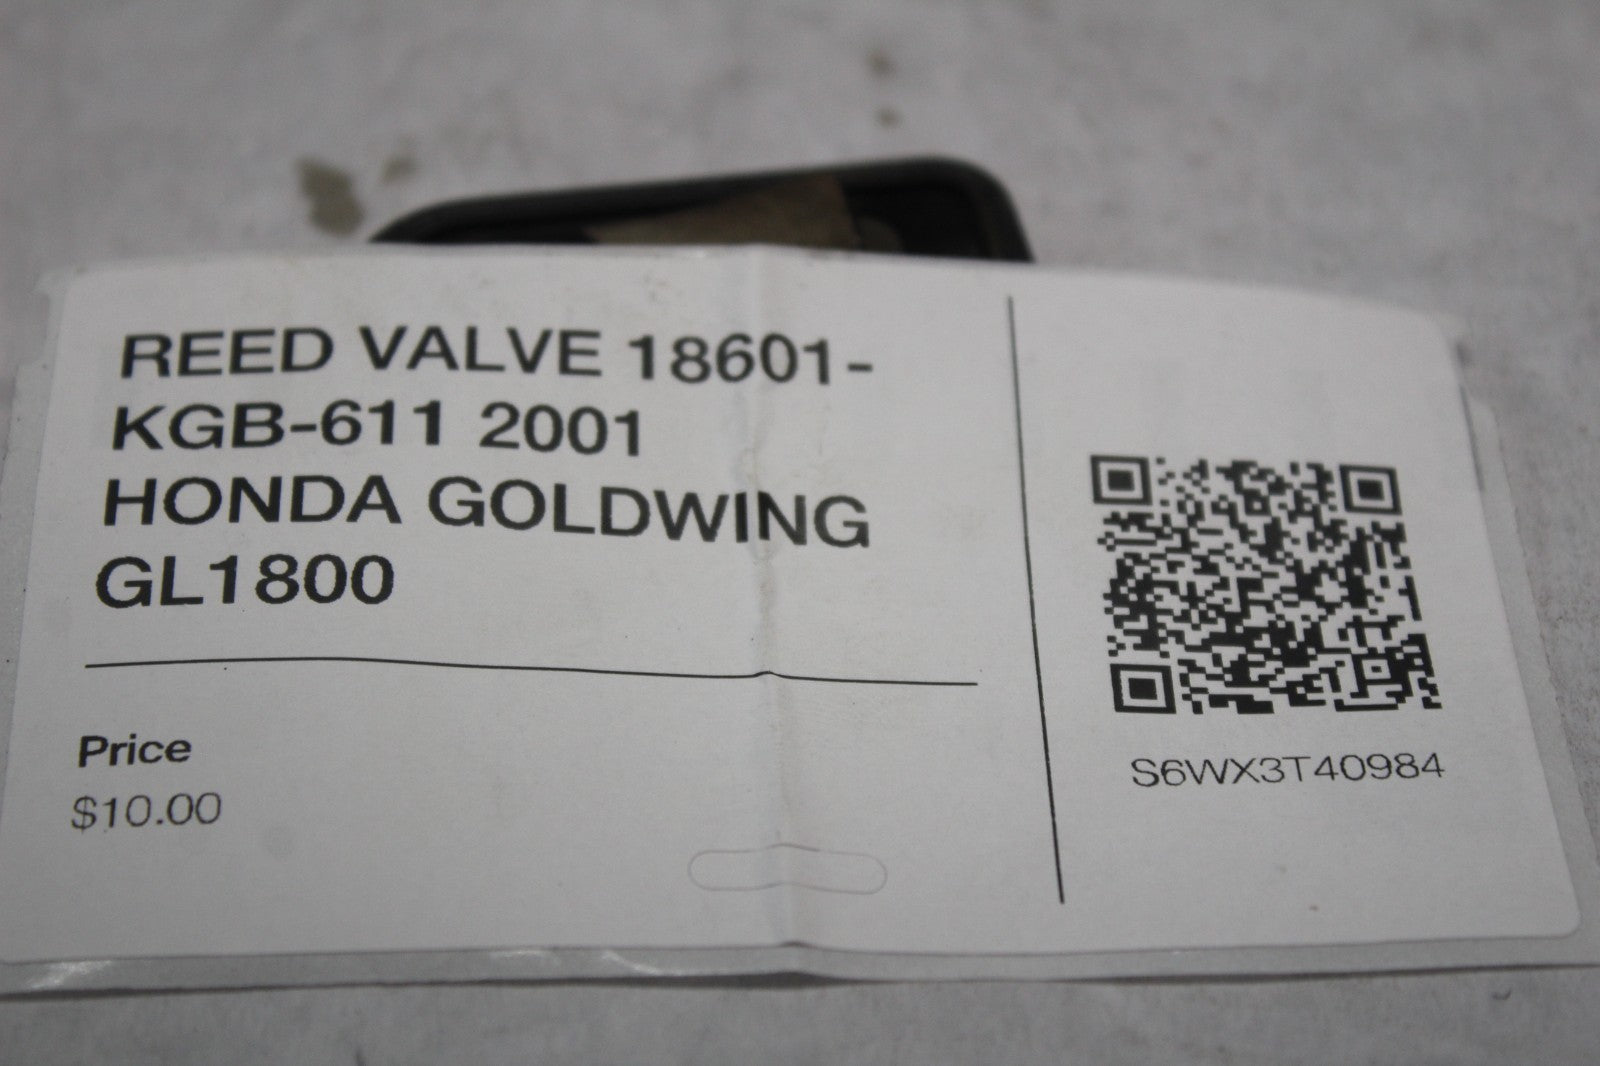 REED VALVE 18601-
KGB-611 2001
HONDA GOLDWING
GL1800
Price
$10.00
S6WX3T40984